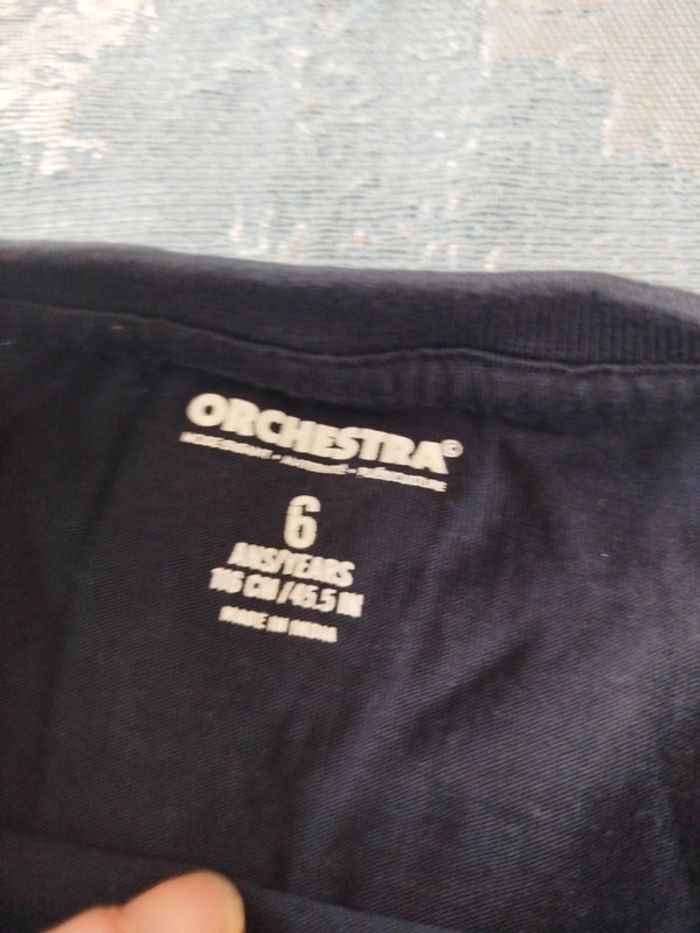 ORCHESTRA©
6
ANS/YEARS
116 CM / 45.5 IN
MADE IN INDIA